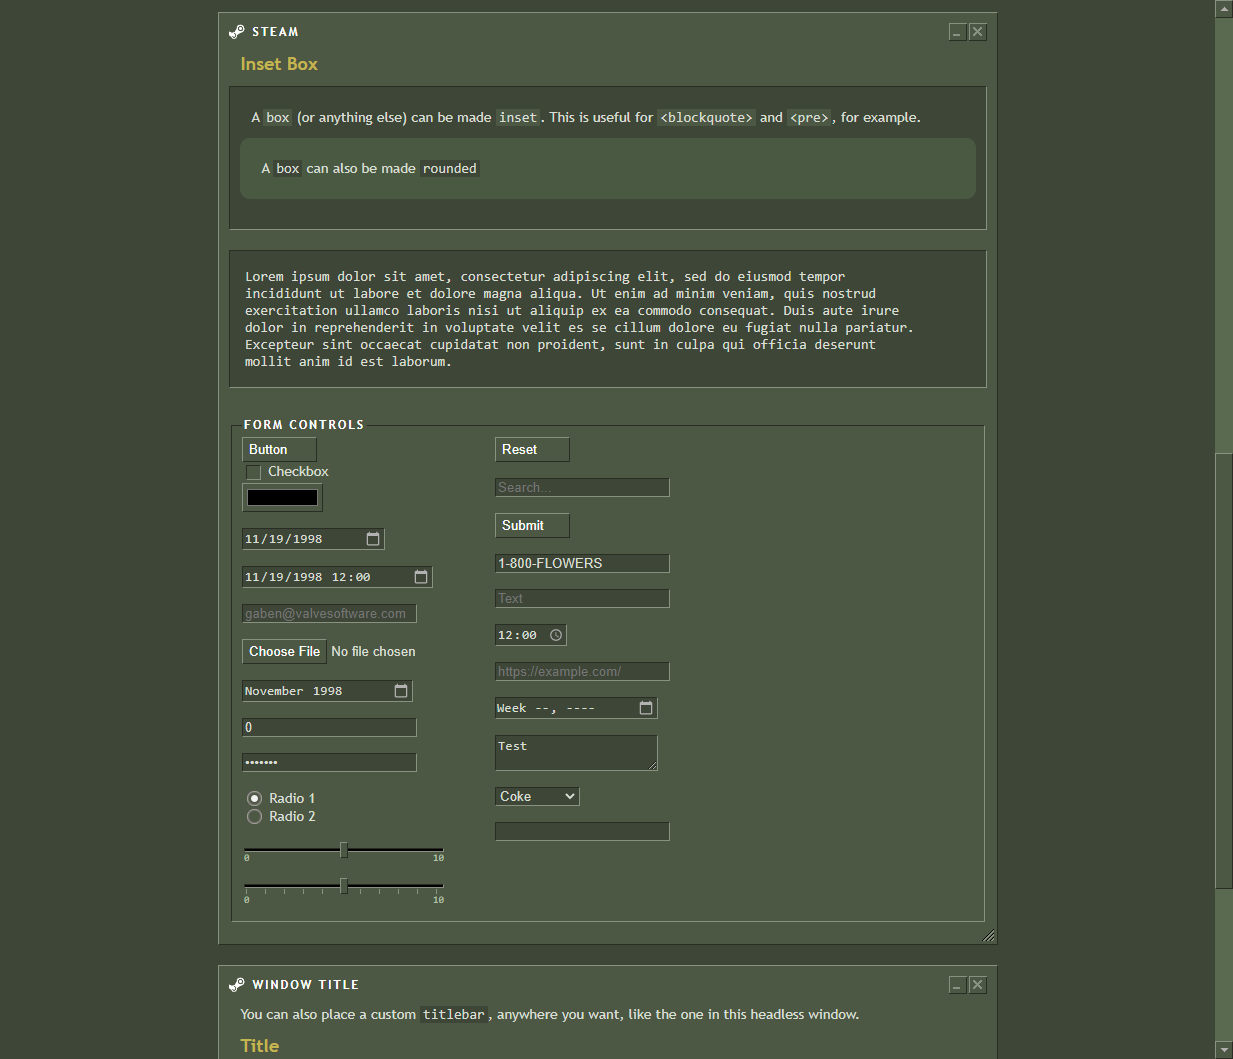 STEAM
Inset Box
A box (or anything else) can be made inset. This is useful for <blockquote> and <pre>, for example.
A box can also be made rounded
Lorem ipsum dolor sit amet, consectetur adipiscing elit, sed do eiusmod tempor
incididunt ut labore et dolore magna aliqua. Ut enim ad minim veniam, quis nostrud
exercitation ullamco laboris nisi ut aliquip ex ea commodo consequat. Duis aute irure
dolor in reprehenderit in voluptate velit es se cillum dolore eu fugiat nulla pariatur.
Excepteur sint occaecat cupidatat non proident, sunt in culpa qui officia deserunt
mollit anim id est laborum.
FORM CONTROLS
Button
Checkbox
11/19/1998
11/19/1998 12:00
gaben@valvesoftware.com
Choose File No file chosen
November 1998
0
•••••••
Radio 1
Radio 2
0 10
0 10
Reset
Search...
Submit
1-800-FLOWERS
Text
12:00
https://example.com/
Week --, ----
Test
Coke
WINDOW TITLE
You can also place a custom titlebar, anywhere you want, like the one in this headless window.
Title